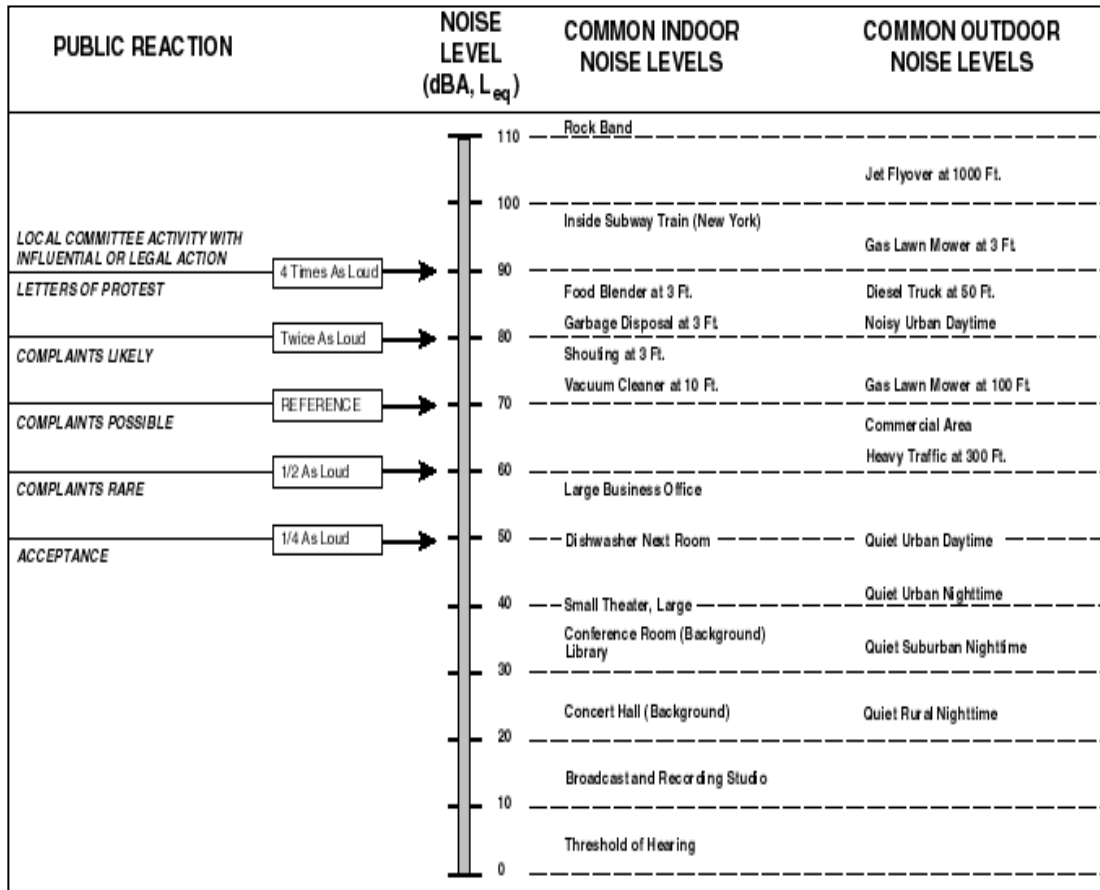 PUBLIC REACTION
NOISE
LEVEL
(dBA, Leq)
COMMON INDOOR
NOISE LEVELS
COMMON OUTDOOR
NOISE LEVELS
110
Rock Band
Jet Flyover at 1000 Ft.
100
Inside Subway Train (New York)
LOCAL COMMITTEE ACTIVITY WITH
INFLUENTIAL OR LEGAL ACTION
Gas Lawn Mower at 3 Ft.
4 Times As Loud
90
LETTERS OF PROTEST
Food Blender at 3 Ft.
Diesel Truck at 50 Ft.
Garbage Disposal at 3 Ft.
Noisy Urban Daytime
Twice As Loud
80
COMPLAINTS LIKELY
Shouting at 3 Ft.
Vacuum Cleaner at 10 Ft.
Gas Lawn Mower at 100 Ft.
REFERENCE
70
COMPLAINTS POSSIBLE
Commercial Area
Heavy Traffic at 300 Ft.
1/2 As Loud
60
COMPLAINTS RARE
Large Business Office
1/4 As Loud
50
Dishwasher Next Room
Quiet Urban Daytime
ACCEPTANCE
Quiet Urban Nighttime
40
Small Theater, Large
Conference Room (Background)
Library
Quiet Suburban Nighttime
30
Concert Hall (Background)
Quiet Rural Nighttime
20
Broadcast and Recording Studio
10
Threshold of Hearing
0